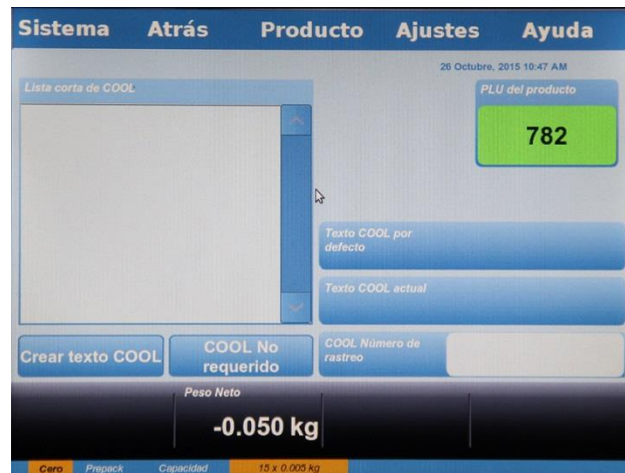 Sistema Atrás Producto Ajustes Ayuda
26 Octubre, 2015 10:47 AM
Lista corta de COOL
PLU del producto
782
Texto COOL por
defecto
Texto COOL actual
Crear texto COOL
COOL No
requerido
COOL Número de
rastreo
Peso Neto
-0.050 kg
Cero Prepack Capacidad 15 x 0.005 kg